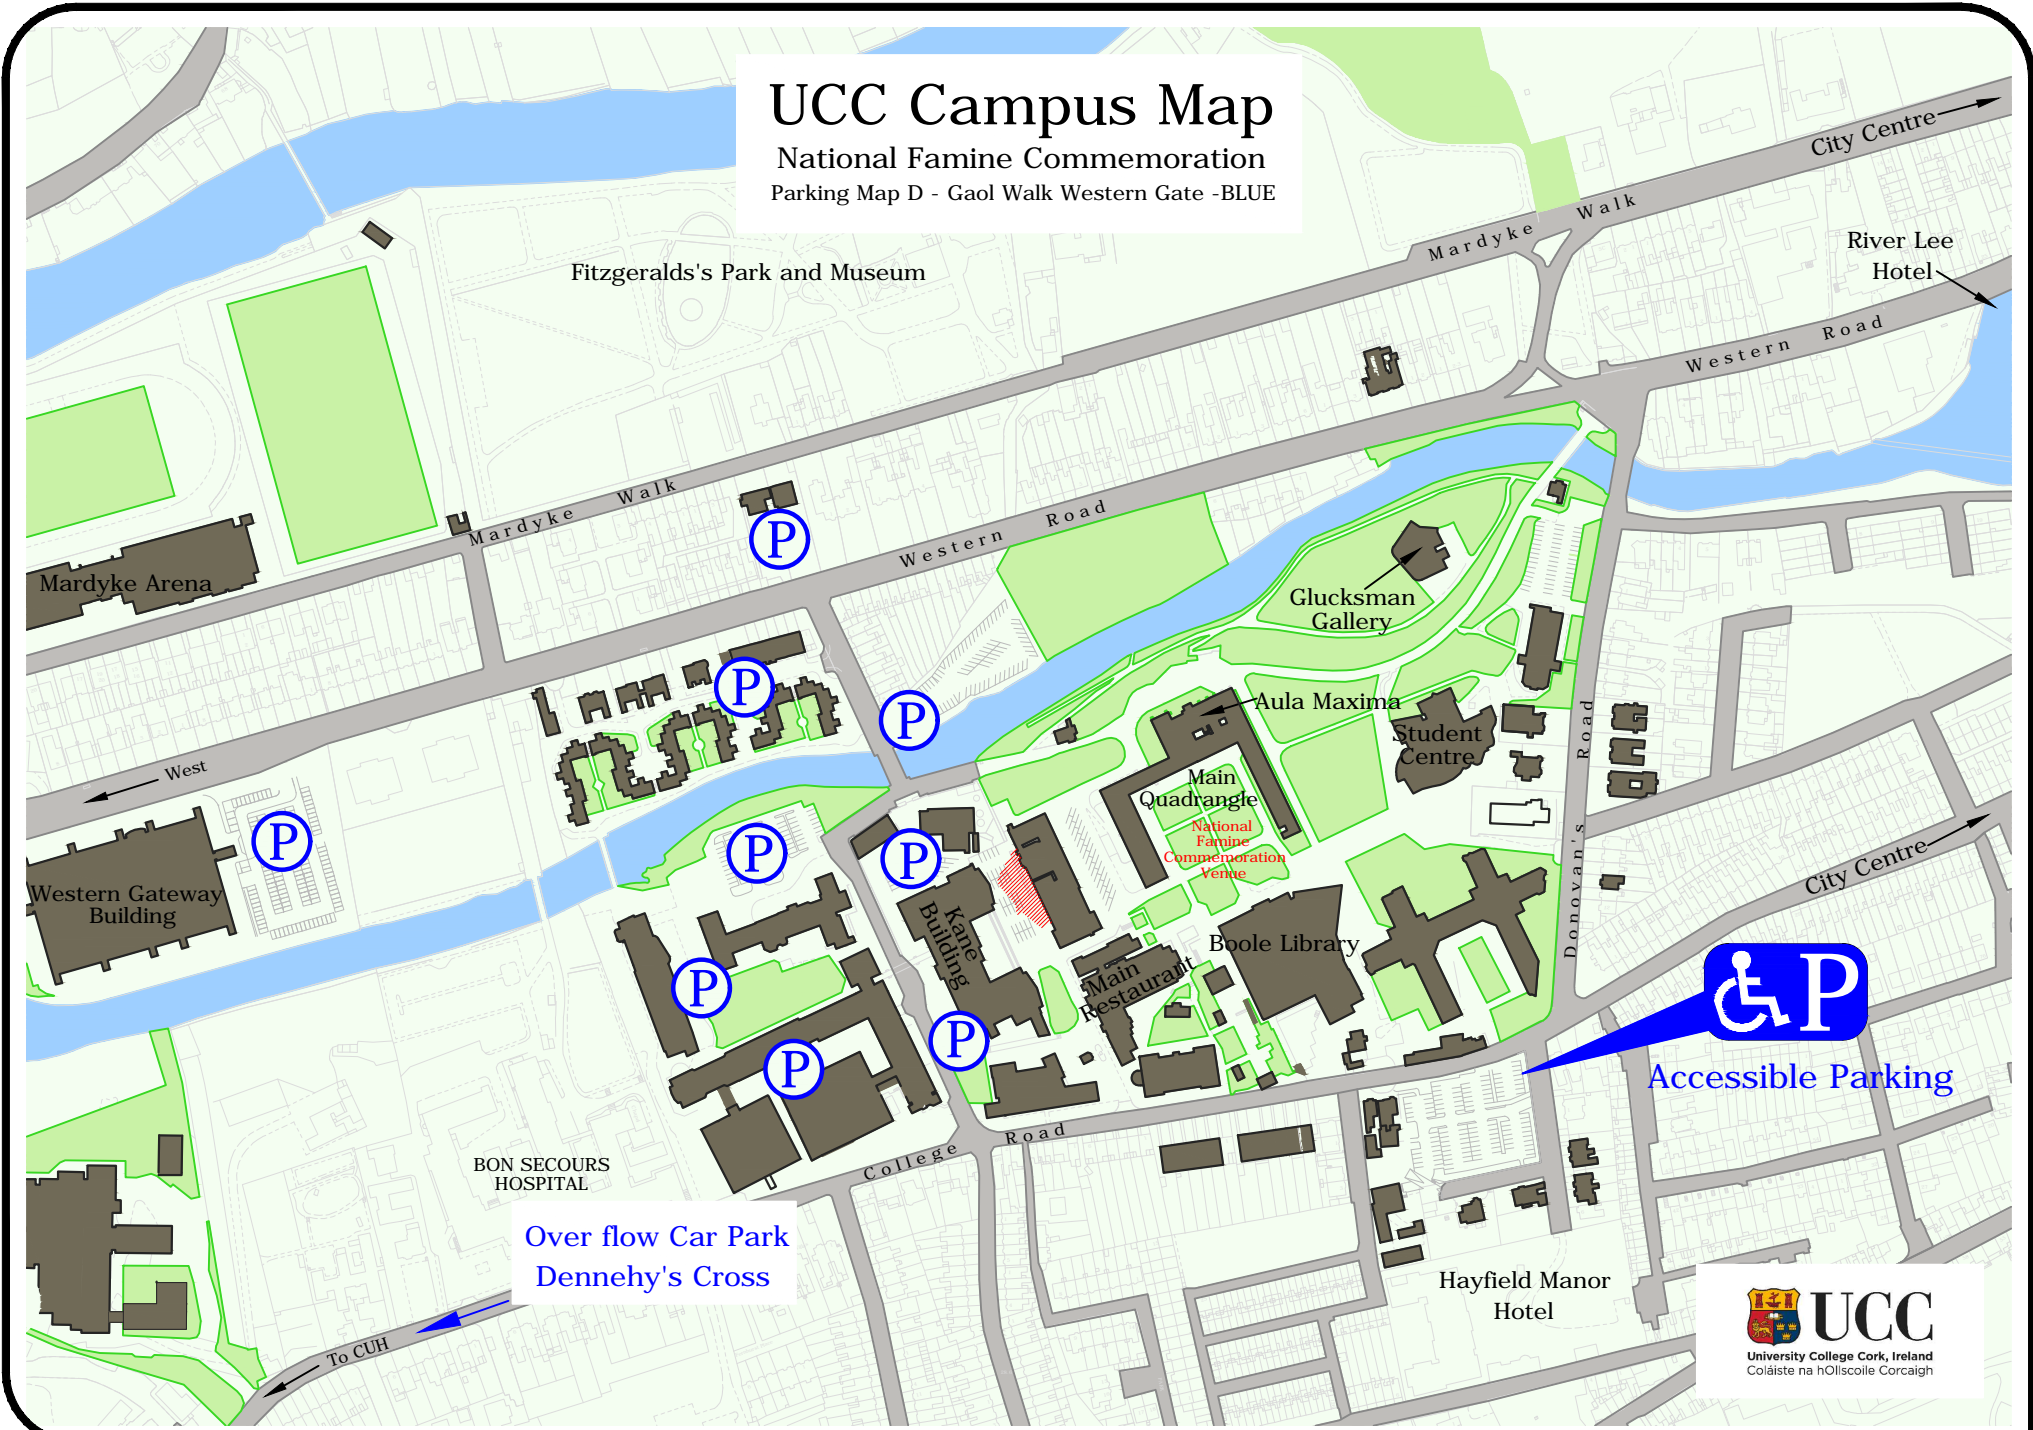 UCC Campus Map
National Famine Commemoration
Parking Map D - Gaol Walk Western Gate -BLUE
City Centre
Mardyke Walk
River Lee
Hotel
Fitzgeralds's Park and Museum
Western Road
Mardyke Walk
Western Road
P
Mardyke Arena
Glucksman
Gallery
P
P
Aula Maxima
Student
Centre
Donovan's Road
West
Main
Quadrangle
National
Famine
Commemoration
Venue
P
P
P
City Centre
Western Gateway
Building
Kane
Building
Boole Library
Main
Restaurant
P
P
P
P
Accessible Parking
College Road
BON SECOURS
HOSPITAL
Over flow Car Park
Dennehy's Cross
Hayfield Manor
Hotel
To CUH
UCC
University College Cork, Ireland
Coláiste na hOllscoile Corcaigh